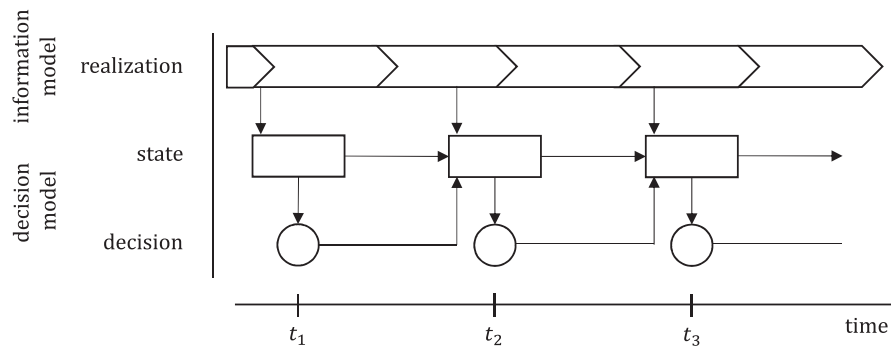 information
model
realization
state
decision
model
decision
t1
t2
t3
time